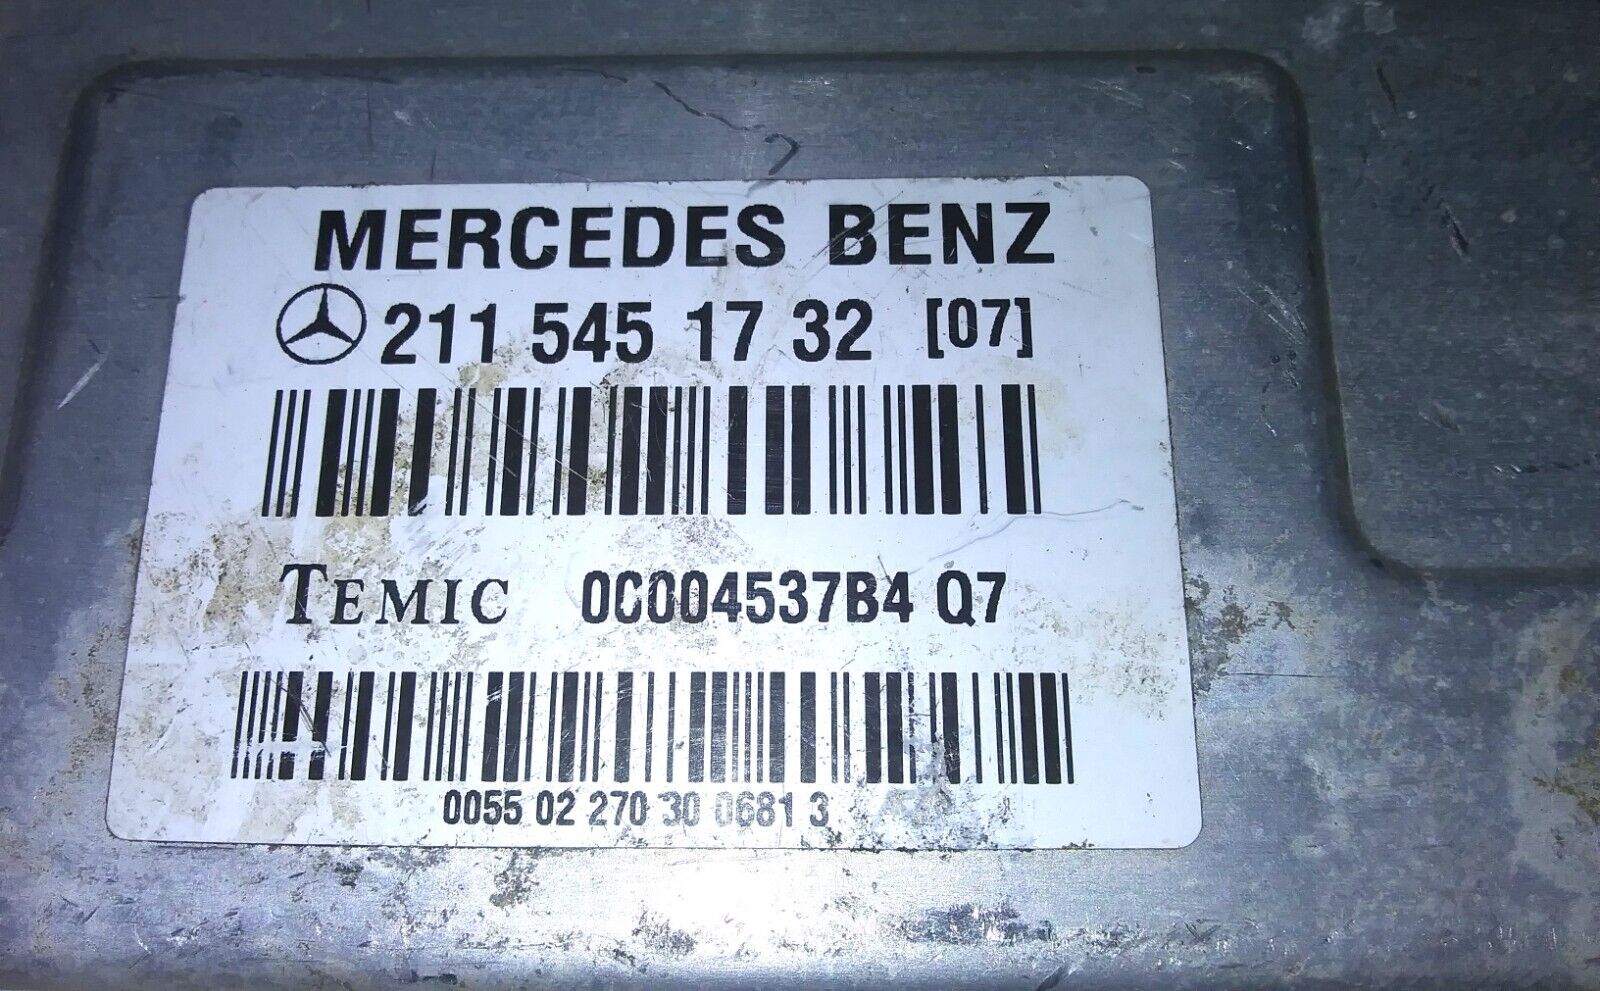 MERCEDES BENZ
211 545 17 32 [07]
TEMIC 0C004537B4 Q7
0055 02 270 30 0681 3